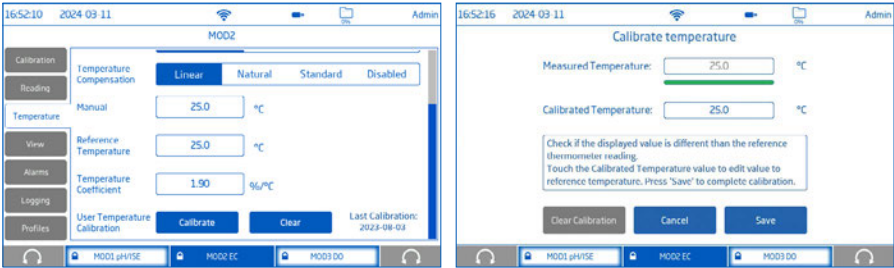 16:52:10 2024-03-11 0% Admin
MOD2
Calibration
Reading
Temperature
View
Alarms
Logging
Profiles
Temperature
Compensation
Linear Natural Standard Disabled
Manual 25.0 °C
Reference
Temperature
25.0 °C
Temperature
Coefficient
1.90 %/°C
User Temperature
Calibration
Calibrate Clear
Last Calibration:
2023-08-03
MOD1 pH/ISE MOD2 EC MOD3 DO
16:52:16 2024-03-11 0% Admin
Calibrate temperature
Measured Temperature: 25.0 °C
Calibrated Temperature: 25.0 °C
Check if the displayed value is different than the reference
thermometer reading.
Touch the Calibrated Temperature value to edit value to
reference temperature. Press 'Save' to complete calibration.
Clear Calibration Cancel Save
MOD1 pH/ISE MOD2 EC MOD3 DO